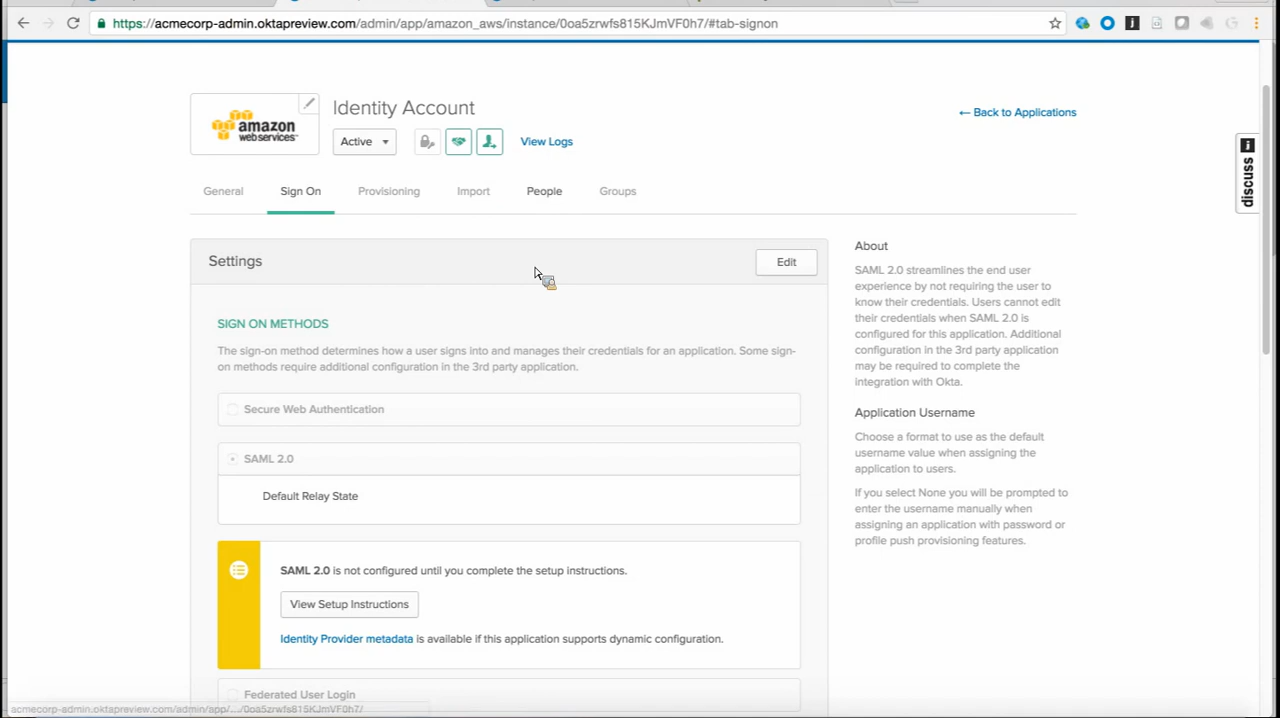 https://acmecorp-admin.oktapreview.com/admin/app/amazon_aws/instance/0oa5zrwfs815KJmVF0h7/#tab-signon
amazon
webservices™
Identity Account
← Back to Applications
Active
View Logs
discuss
General Sign On Provisioning Import People Groups
Settings
Edit
SIGN ON METHODS
The sign-on method determines how a user signs into and manages their credentials for an application. Some sign-
on methods require additional configuration in the 3rd party application.
Secure Web Authentication
SAML 2.0
Default Relay State
SAML 2.0 is not configured until you complete the setup instructions.
View Setup Instructions
Identity Provider metadata is available if this application supports dynamic configuration.
Federated User Login
About
SAML 2.0 streamlines the end user
experience by not requiring the user to
know their credentials. Users cannot edit
their credentials when SAML 2.0 is
configured for this application. Additional
configuration in the 3rd party application
may be required to complete the
integration with Okta.
Application Username
Choose a format to use as the default
username value when assigning the
application to users.
If you select None you will be prompted to
enter the username manually when
assigning an application with password or
profile push provisioning features.
acmecorp-admin.oktapreview.com/admin/app/.../0oa5zrwfs815KJmVF0h7/